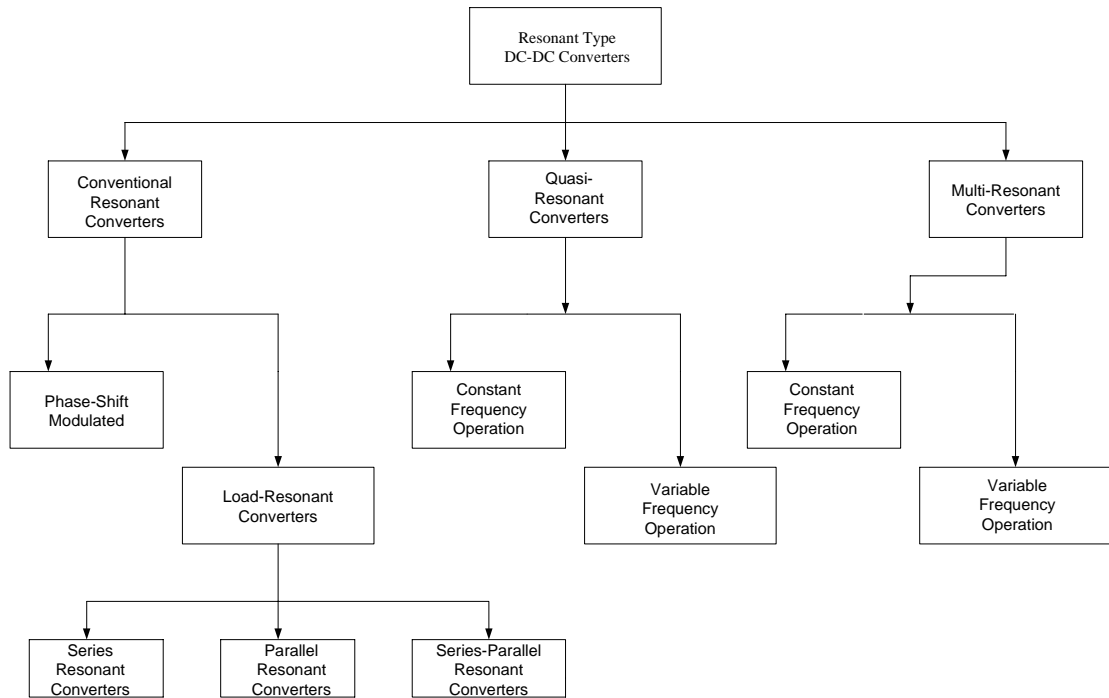 Resonant Type
DC-DC Converters
Conventional
Resonant
Converters
Quasi-
Resonant
Converters
Multi-Resonant
Converters
Phase-Shift
Modulated
Constant
Frequency
Operation
Constant
Frequency
Operation
Load-Resonant
Converters
Variable
Frequency
Operation
Variable
Frequency
Operation
Series
Resonant
Converters
Parallel
Resonant
Converters
Series-Parallel
Resonant
Converters